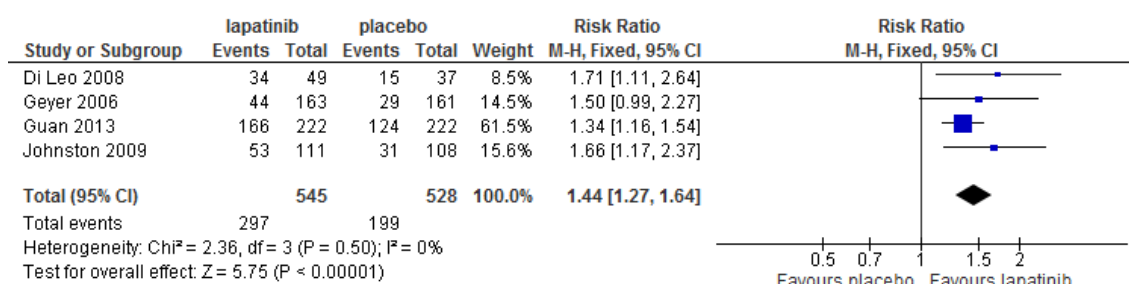 lapatinib placebo Risk Ratio Risk Ratio
Study or Subgroup Events Total Events Total Weight M-H, Fixed, 95% CI M-H, Fixed, 95% CI
Di Leo 2008 34 49 15 37 8.5% 1.71 [1.11, 2.64]
Geyer 2006 44 163 29 161 14.5% 1.50 [0.99, 2.27]
Guan 2013 166 222 124 222 61.5% 1.34 [1.16, 1.54]
Johnston 2009 53 111 31 108 15.6% 1.66 [1.17, 2.37]
Total (95% CI) 545 528 100.0% 1.44 [1.27, 1.64]
Total events 297 199
Heterogeneity: Chi² = 2.36, df = 3 (P = 0.50); I² = 0%
Test for overall effect: Z = 5.75 (P < 0.00001)
0.5 0.7 1 1.5 2
Favours placebo Favours lapatinib